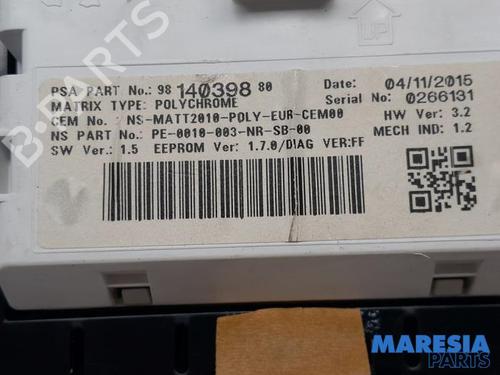 UP
PSA PART No.: 98 140398 80
Date: 04/11/2015
MATRIX TYPE: POLYCHROME
Serial No: 0266131
CEM No.: NS-MATT2010-POLY-EUR-CEM00
HW Ver.: 3.2
NS PART No.: PE-0010-003-NR-SB-00
MECH IND: 1.2
SW Ver.: 1.5 EEPROM Ver.: 1.7.0/DIAG VER:FF
MARESIA
PARTS